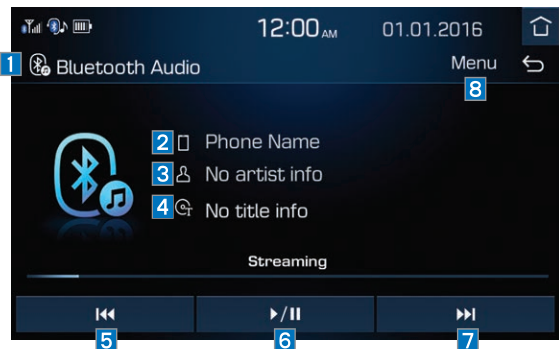 12:00 AM 01.01.2016
1 Bluetooth Audio Menu
8
2 Phone Name
3 No artist info
4 No title info
Streaming
5 6 7